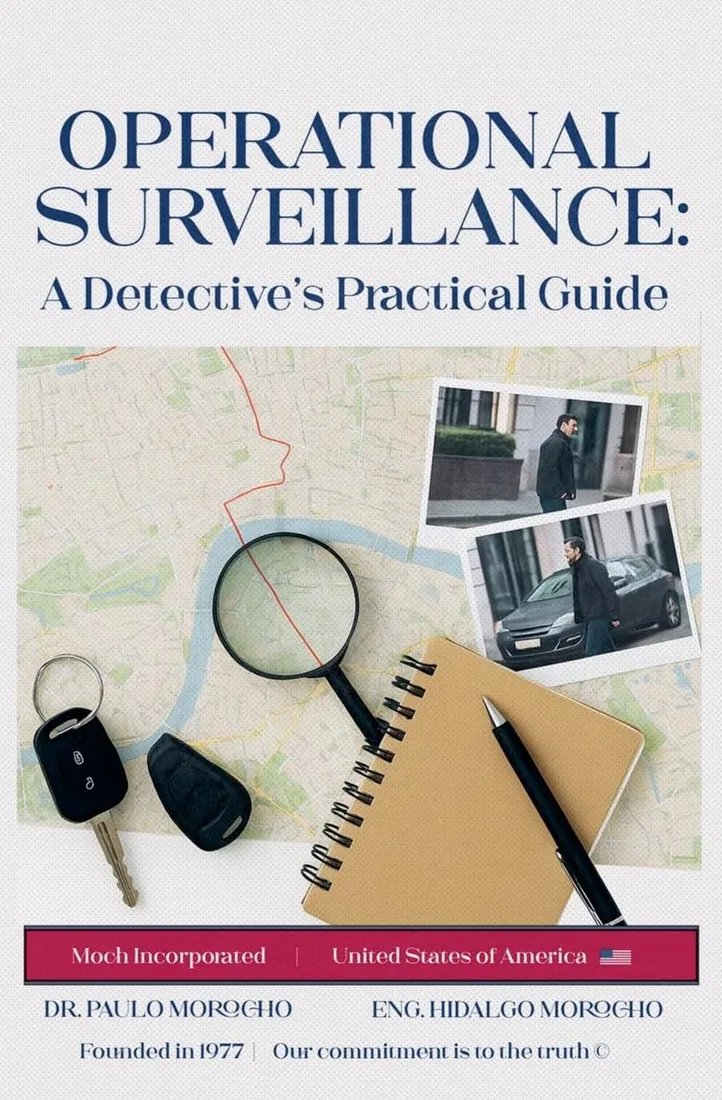 OPERATIONAL
SURVEILLANCE:
A Detective's Practical Guide
Moch Incorporated | United States of America
DR. PAULO MOROCHO ENG. HIDALGO MOROCHO
Founded in 1977 | Our commitment is to the truth ©